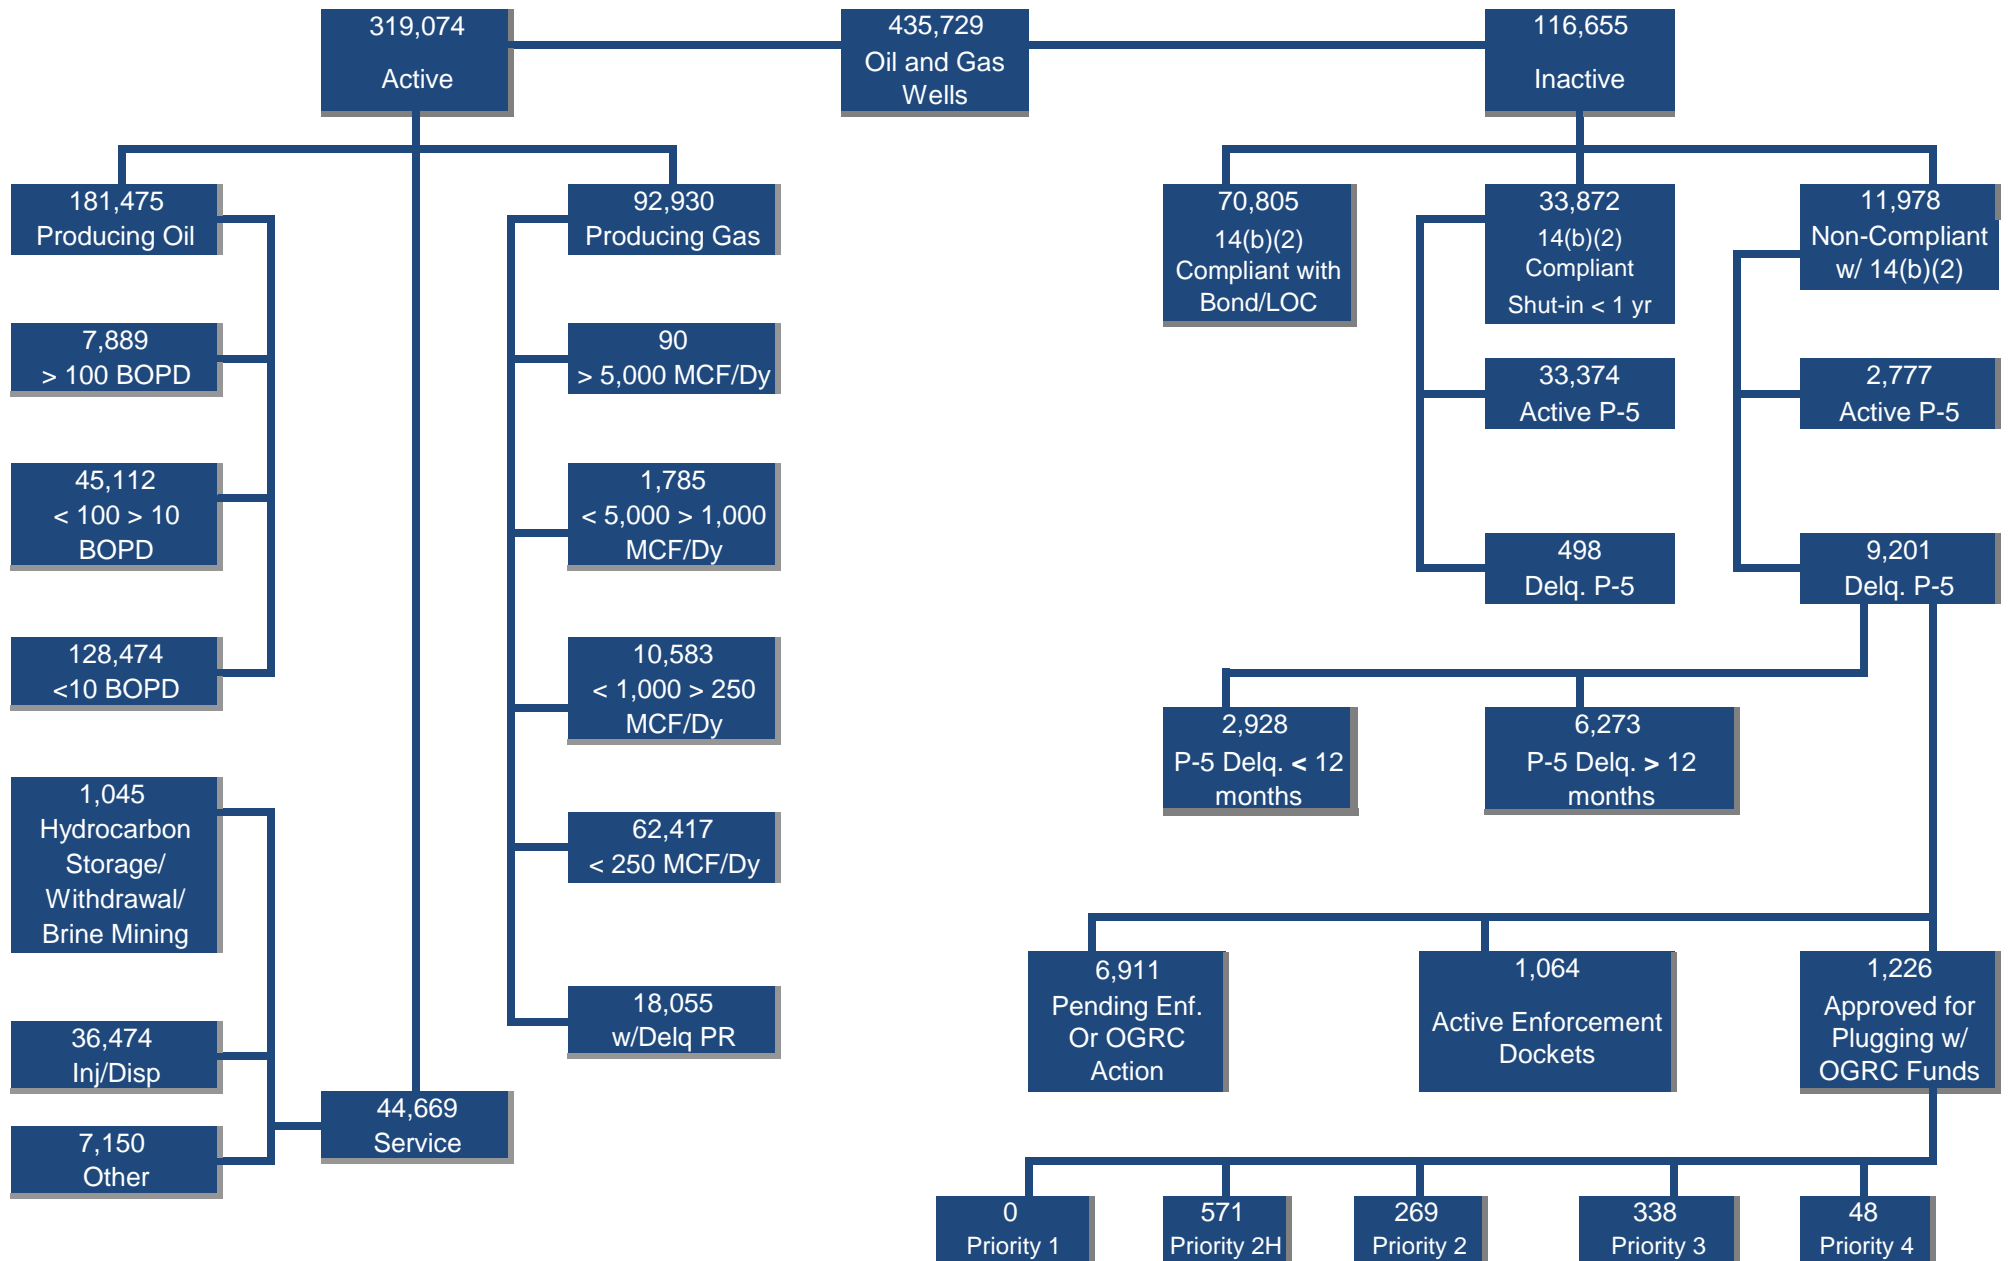 319,074
Active
435,729
Oil and Gas
Wells
116,655
Inactive
181,475
Producing Oil
92,930
Producing Gas
70,805
14(b)(2)
Compliant with
Bond/LOC
33,872
14(b)(2)
Compliant
Shut-in < 1 yr
11,978
Non-Compliant
w/ 14(b)(2)
7,889
> 100 BOPD
90
> 5,000 MCF/Dy
33,374
Active P-5
2,777
Active P-5
45,112
< 100 > 10
BOPD
1,785
< 5,000 > 1,000
MCF/Dy
498
Delq. P-5
9,201
Delq. P-5
128,474
<10 BOPD
10,583
< 1,000 > 250
MCF/Dy
2,928
P-5 Delq. < 12
months
6,273
P-5 Delq. > 12
months
1,045
Hydrocarbon
Storage/
Withdrawal/
Brine Mining
62,417
< 250 MCF/Dy
18,055
w/Delq PR
6,911
Pending Enf.
Or OGRC
Action
1,064
Active Enforcement
Dockets
1,226
Approved for
Plugging w/
OGRC Funds
36,474
Inj/Disp
44,669
Service
7,150
Other
0
Priority 1
571
Priority 2H
269
Priority 2
338
Priority 3
48
Priority 4